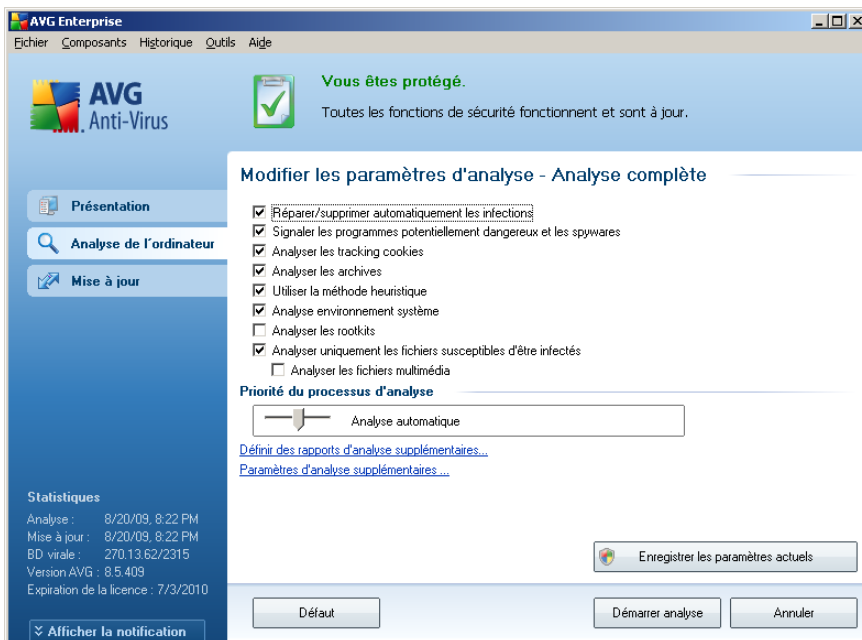 AVG Enterprise
Fichier Composants Historique Outils Aide
AVG
Anti-Virus
Vous êtes protégé.
Toutes les fonctions de sécurité fonctionnent et sont à jour.
Présentation
Analyse de l'ordinateur
Mise à jour
Modifier les paramètres d'analyse - Analyse complète
Réparer/supprimer automatiquement les infections
Signaler les programmes potentiellement dangereux et les spywares
Analyser les tracking cookies
Analyser les archives
Utiliser la méthode heuristique
Analyse environnement système
Analyser les rootkits
Analyser uniquement les fichiers susceptibles d'être infectés
Analyser les fichiers multimédia
Priorité du processus d'analyse
Analyse automatique
Définir des rapports d'analyse supplémentaires...
Paramètres d'analyse supplémentaires ...
Statistiques
Analyse : 8/20/09, 8:22 PM
Mise à jour : 8/20/09, 8:22 PM
BD virale : 270.13.62/2315
Version AVG : 8.5.409
Expiration de la licence : 7/3/2010
Afficher la notification
Enregistrer les paramètres actuels
Défaut
Démarrer analyse
Annuler